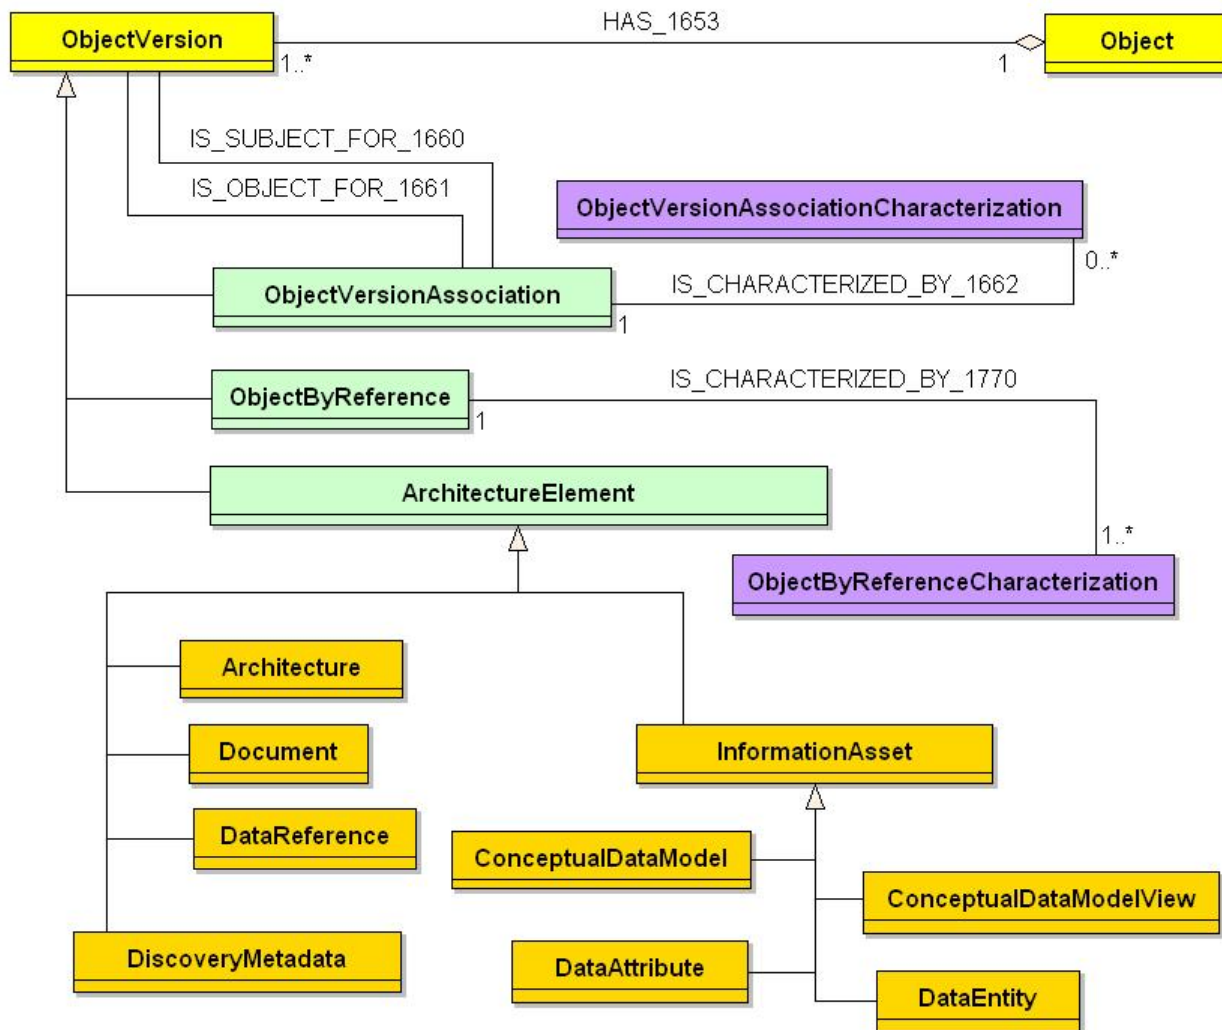 HAS_1653
ObjectVersion
Object
1..*
1
IS_SUBJECT_FOR_1660
IS_OBJECT_FOR_1661
ObjectVersionAssociationCharacterization
0..*
ObjectVersionAssociation
IS_CHARACTERIZED_BY_1662
1
ObjectByReference
IS_CHARACTERIZED_BY_1770
1
ArchitectureElement
1..*
ObjectByReferenceCharacterization
Architecture
Document
InformationAsset
DataReference
ConceptualDataModel
ConceptualDataModelView
DiscoveryMetadata
DataAttribute
DataEntity